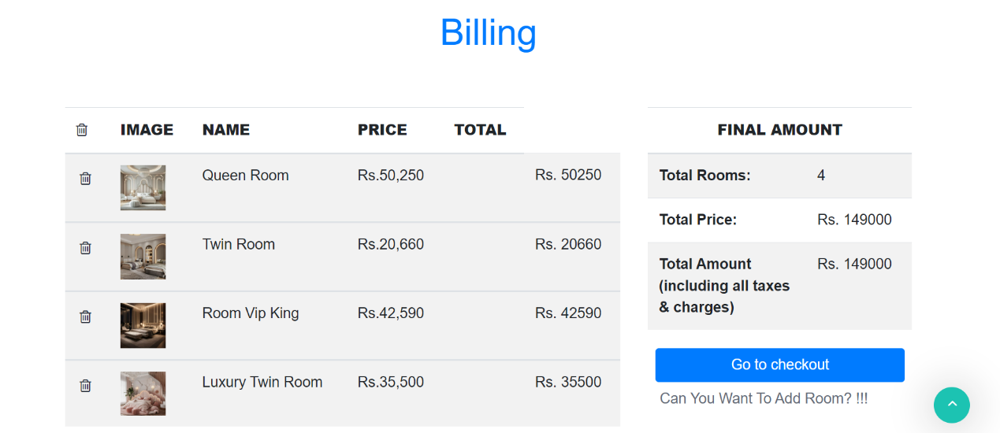 Billing
IMAGE NAME PRICE TOTAL
Queen Room Rs.50,250 Rs. 50250
Twin Room Rs.20,660 Rs. 20660
Room Vip King Rs.42,590 Rs. 42590
Luxury Twin Room Rs.35,500 Rs. 35500
FINAL AMOUNT
Total Rooms: 4
Total Price: Rs. 149000
Total Amount Rs. 149000
(including all taxes
& charges)
Go to checkout
Can You Want To Add Room? !!!